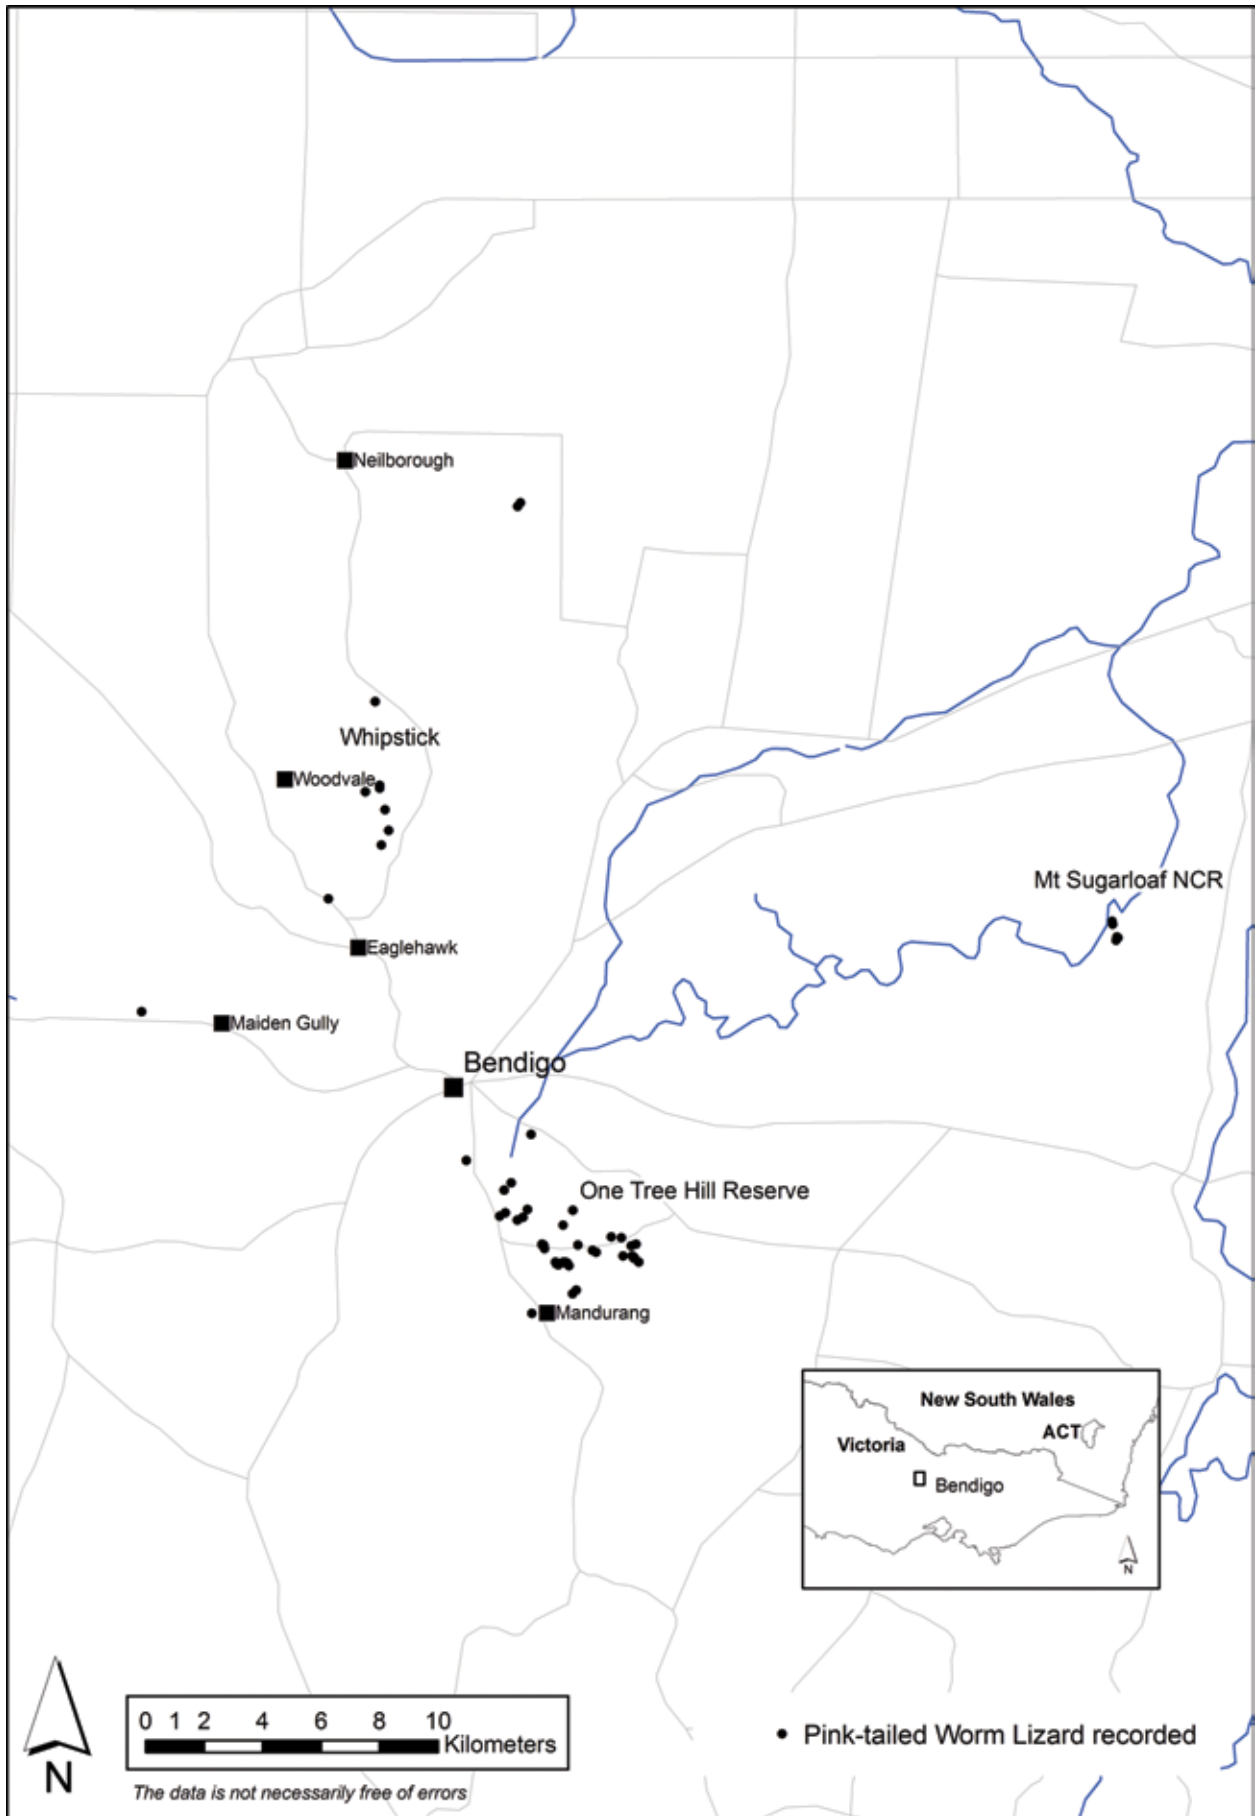 Neilborough
Whipstick
Woodvale
Mt Sugarloaf NCR
Eaglehawk
Maiden Gully
Bendigo
One Tree Hill Reserve
Mandurang
New South Wales
ACT
Victoria
Bendigo
N
0 1 2 4 6 8 10
Kilometers
N
The data is not necessarily free of errors
Pink-tailed Worm Lizard recorded